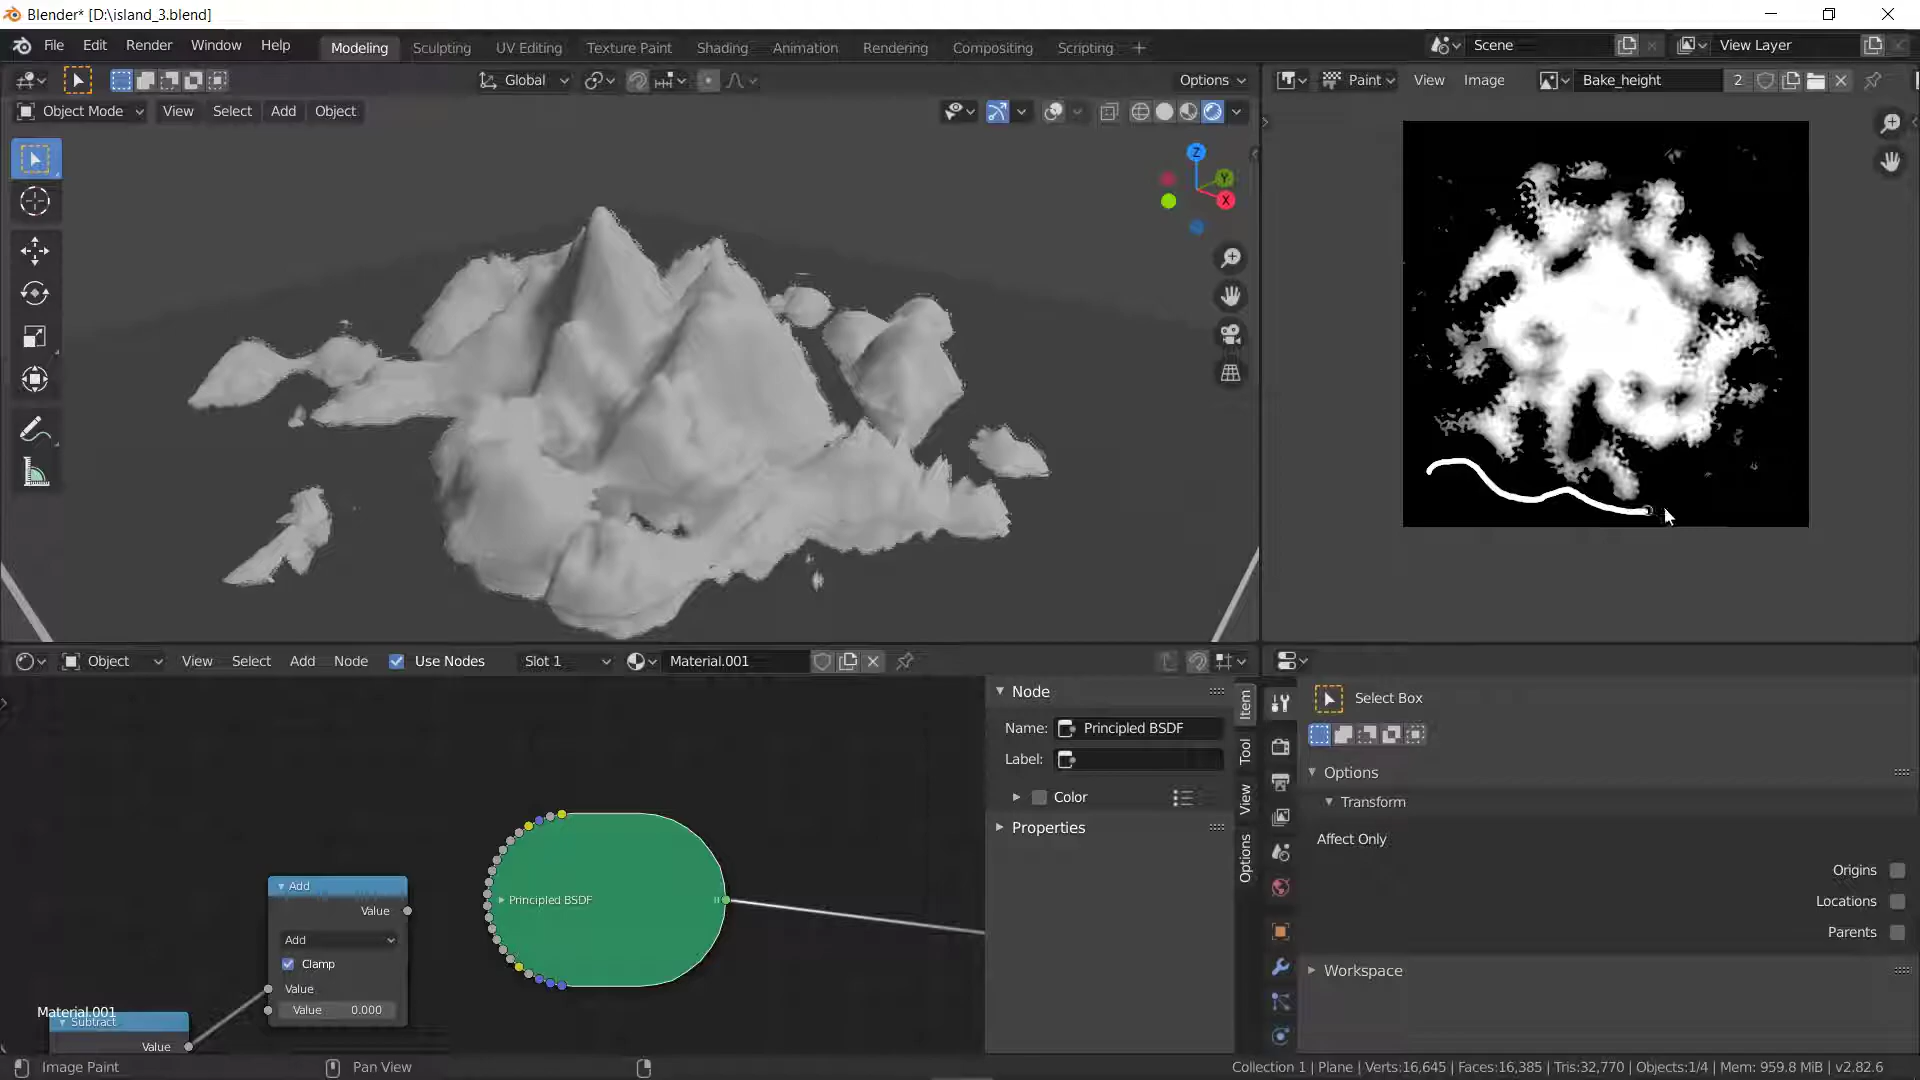 Blender* [D:\island_3.blend]
File Edit Render Window Help Modeling Sculpting UV Editing Texture Paint Shading Animation Rendering Compositing Scripting Scene View Layer
Global Options Paint View Image Bake_height 2
Object Mode View Select Add Object
Z
Y
X
Object View Select Add Node Use Nodes Slot 1 Material.001
Node
Name: Principled BSDF
Label:
Color
Properties
Item
Tool
View
Options
Select Box
Options
Transform
Affect Only
Origins
Locations
Parents
Workspace
Add
Value
Add
Clamp
Value
Value 0.000
Principled BSDF
Material.001
Subtract
Value
Image Paint Pan View Collection 1 | Plane | Verts:16,645 | Faces:16,385 | Tris:32,770 | Objects:1/4 | Mem: 959.8 MiB | v2.82.6